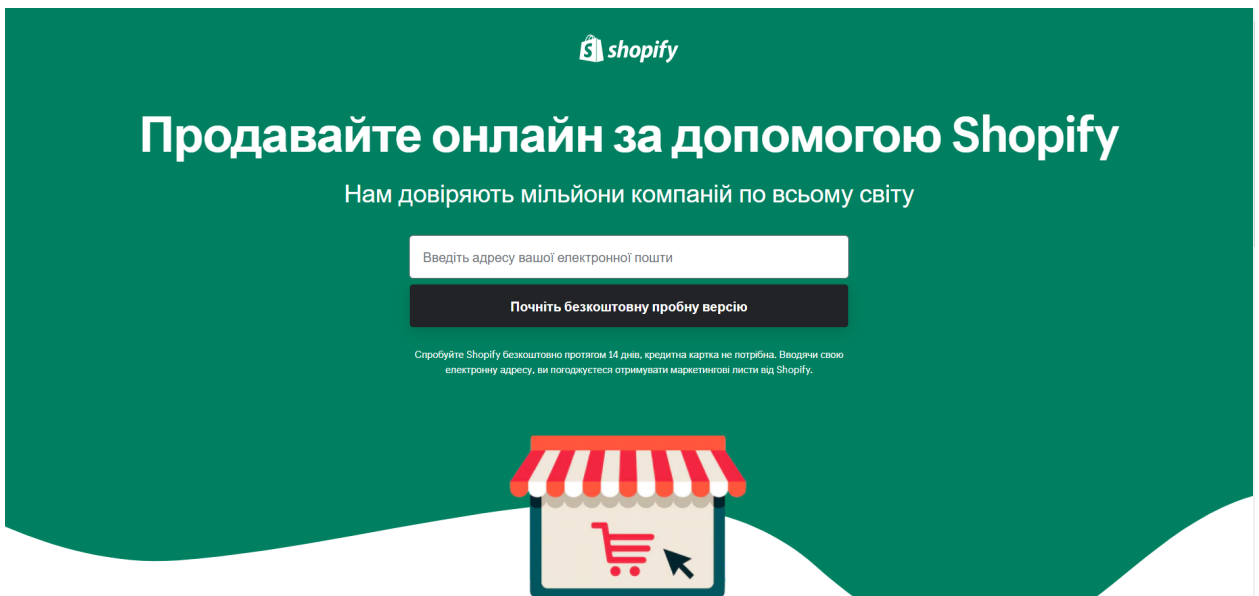 shopify
Продавайте онлайн за допомогою Shopify
Нам довіряють мільйони компаній по всьому світу
Введіть адресу вашої електронної пошти
Почніть безкоштовну пробну версію
Спробуйте Shopify безкоштовно протягом 14 днів, кредитна картка не потрібна. Вводячи свою
електронну адресу, ви погоджуєтеся отримувати маркетингові листи від Shopify.